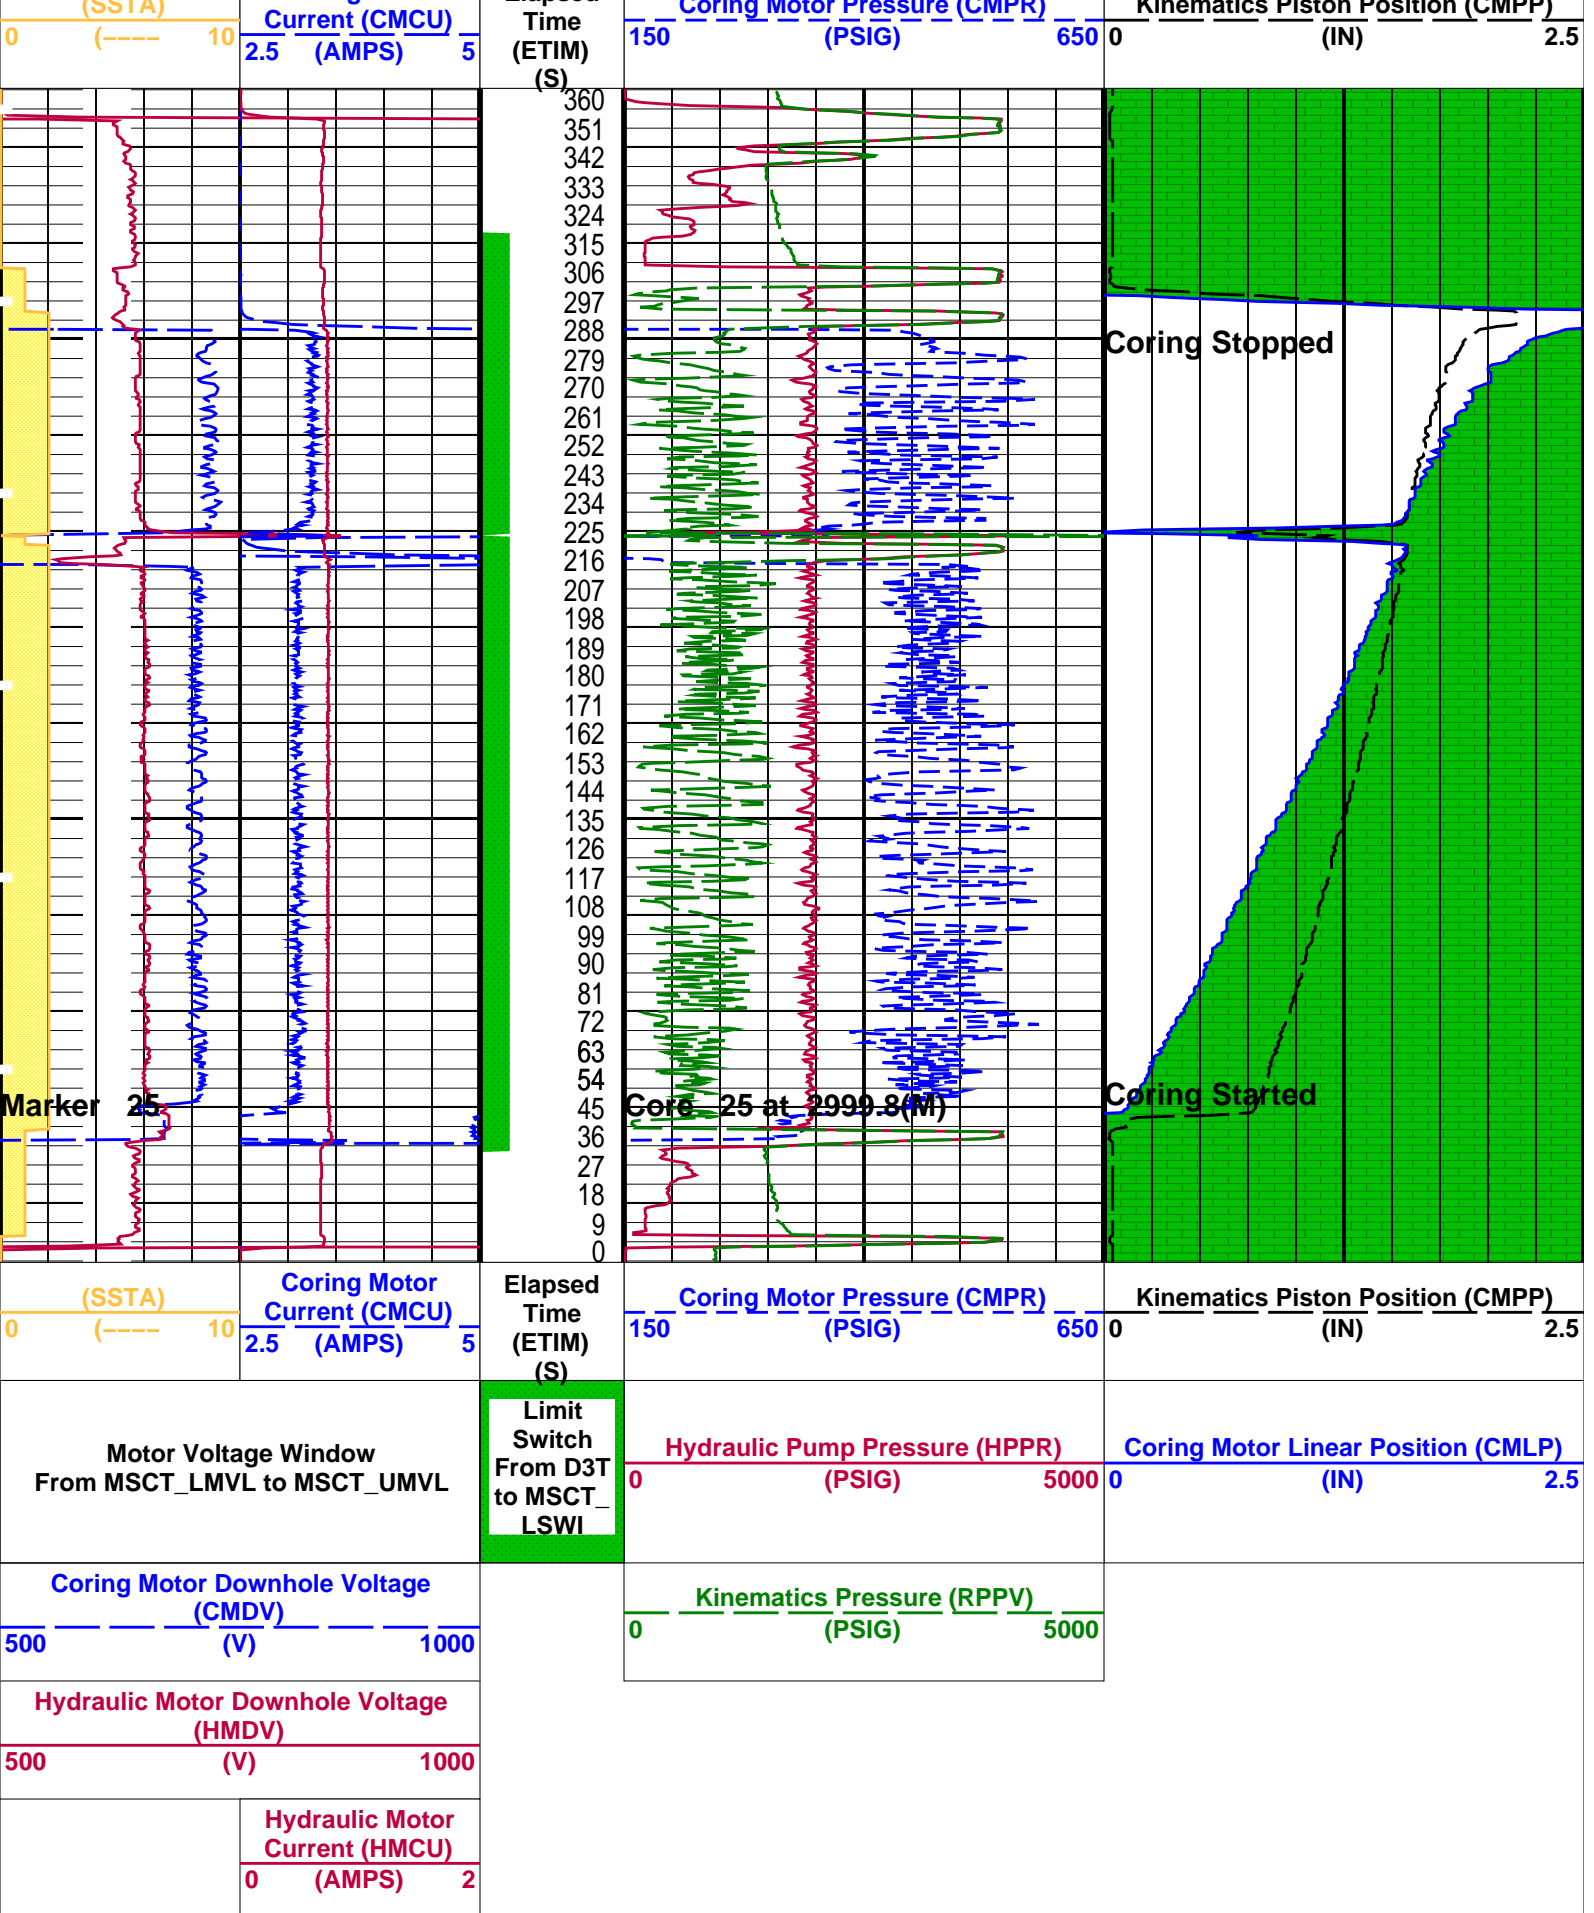 (SSTA)
0 (---- 10
Current (CMCU)
2.5 (AMPS) 5
Elapsed
Time
(ETIM)
(S)
Coring Motor Pressure (CMPR)
150 (PSIG) 650
Kinematics Piston Position (CMPP)
0 (IN) 2.5
360
351
342
333
324
315
306
297
288
279
270
261
252
243
234
225
216
207
198
189
180
171
162
153
144
135
126
117
108
99
90
81
72
63
54
45
36
27
18
9
0
Coring Stopped
Coring Started
Marker 25
Core 25 at 2999.8(M)
(SSTA)
0 (---- 10
Coring Motor
Current (CMCU)
2.5 (AMPS) 5
Elapsed
Time
(ETIM)
(S)
Coring Motor Pressure (CMPR)
150 (PSIG) 650
Kinematics Piston Position (CMPP)
0 (IN) 2.5
Motor Voltage Window
From MSCT_LMVL to MSCT_UMVL
Limit
Switch
From D3T
to MSCT_
LSWI
Hydraulic Pump Pressure (HPPR)
0 (PSIG) 5000
Coring Motor Linear Position (CMLP)
0 (IN) 2.5
Coring Motor Downhole Voltage
(CMDV)
500 (V) 1000
Kinematics Pressure (RPPV)
0 (PSIG) 5000
Hydraulic Motor Downhole Voltage
(HMDV)
500 (V) 1000
Hydraulic Motor
Current (HMCU)
0 (AMPS) 2